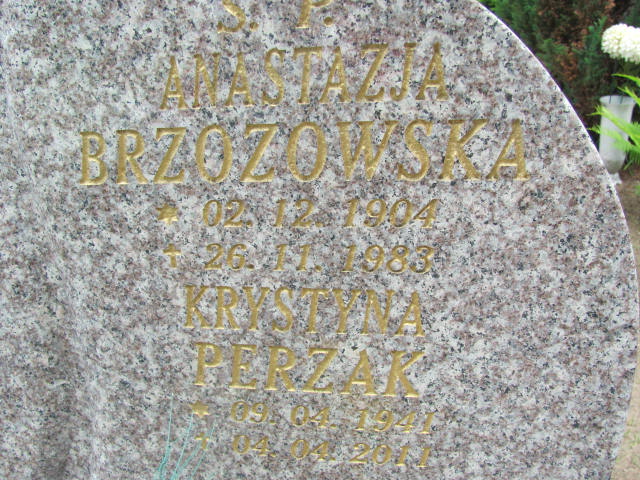 S. P.
ANASTAZJA
BRZOZOWSKA
* 02. 12. 1904
✝ 26. 11. 1983
KRYSTYNA
PERZAK
* 09. 04. 1941
✝ 04. 04. 2011